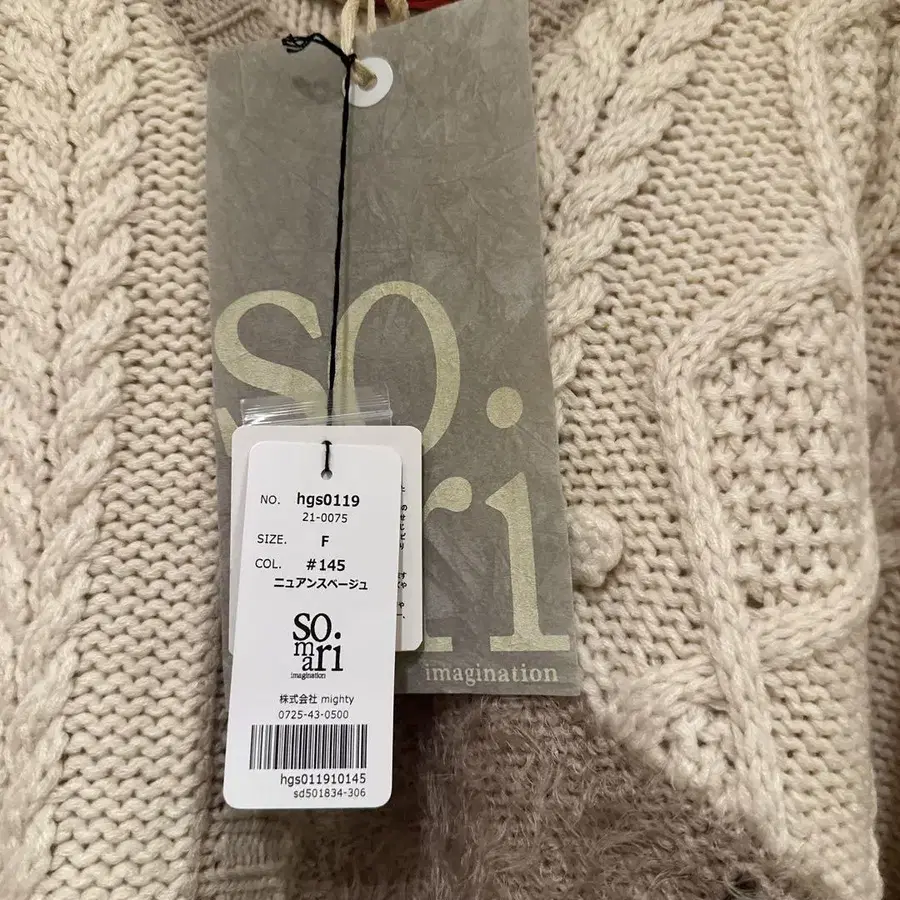 so.
ri
imagination
NO. hgs0119
21-0075
SIZE. F
COL. #145
ニュアンスベージュ
so.
mari
imagination
株式会社 mighty
0725-43-0500
hgs011910145
sd501834-306